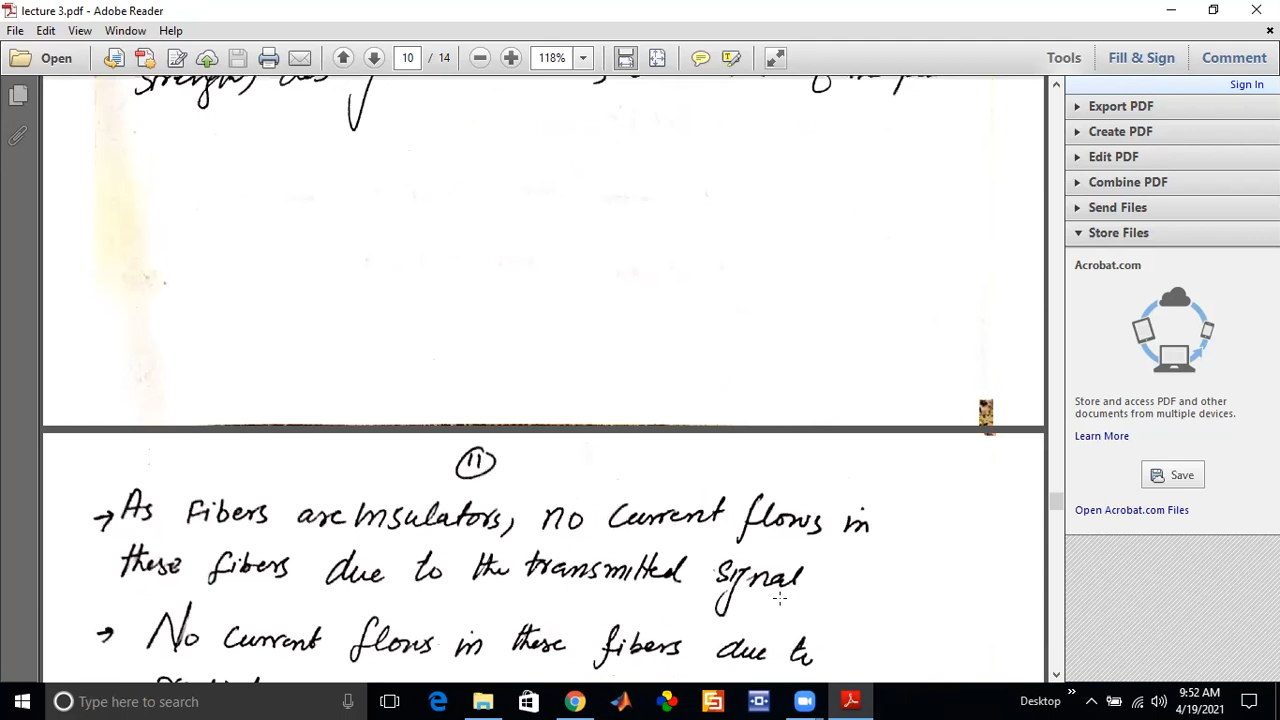 lecture 3.pdf - Adobe Reader
File Edit View Window Help
Open 10 / 14 118% Tools Fill & Sign Comment
Sign In
Export PDF
Create PDF
Edit PDF
Combine PDF
Send Files
Store Files
Acrobat.com
Store and access PDF and other
documents from multiple devices.
Learn More
Save
Open Acrobat.com Files
strength,
11
→ As Fibers are Insulators, no current flows in
these fibers due to the transmitted signal
→ No current flows in these fibers due to
Type here to search
Desktop
9:52 AM
4/19/2021